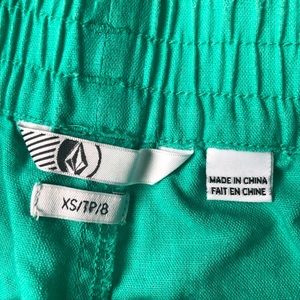 XS/TP/8
MADE IN CHINA
FAIT EN CHINE